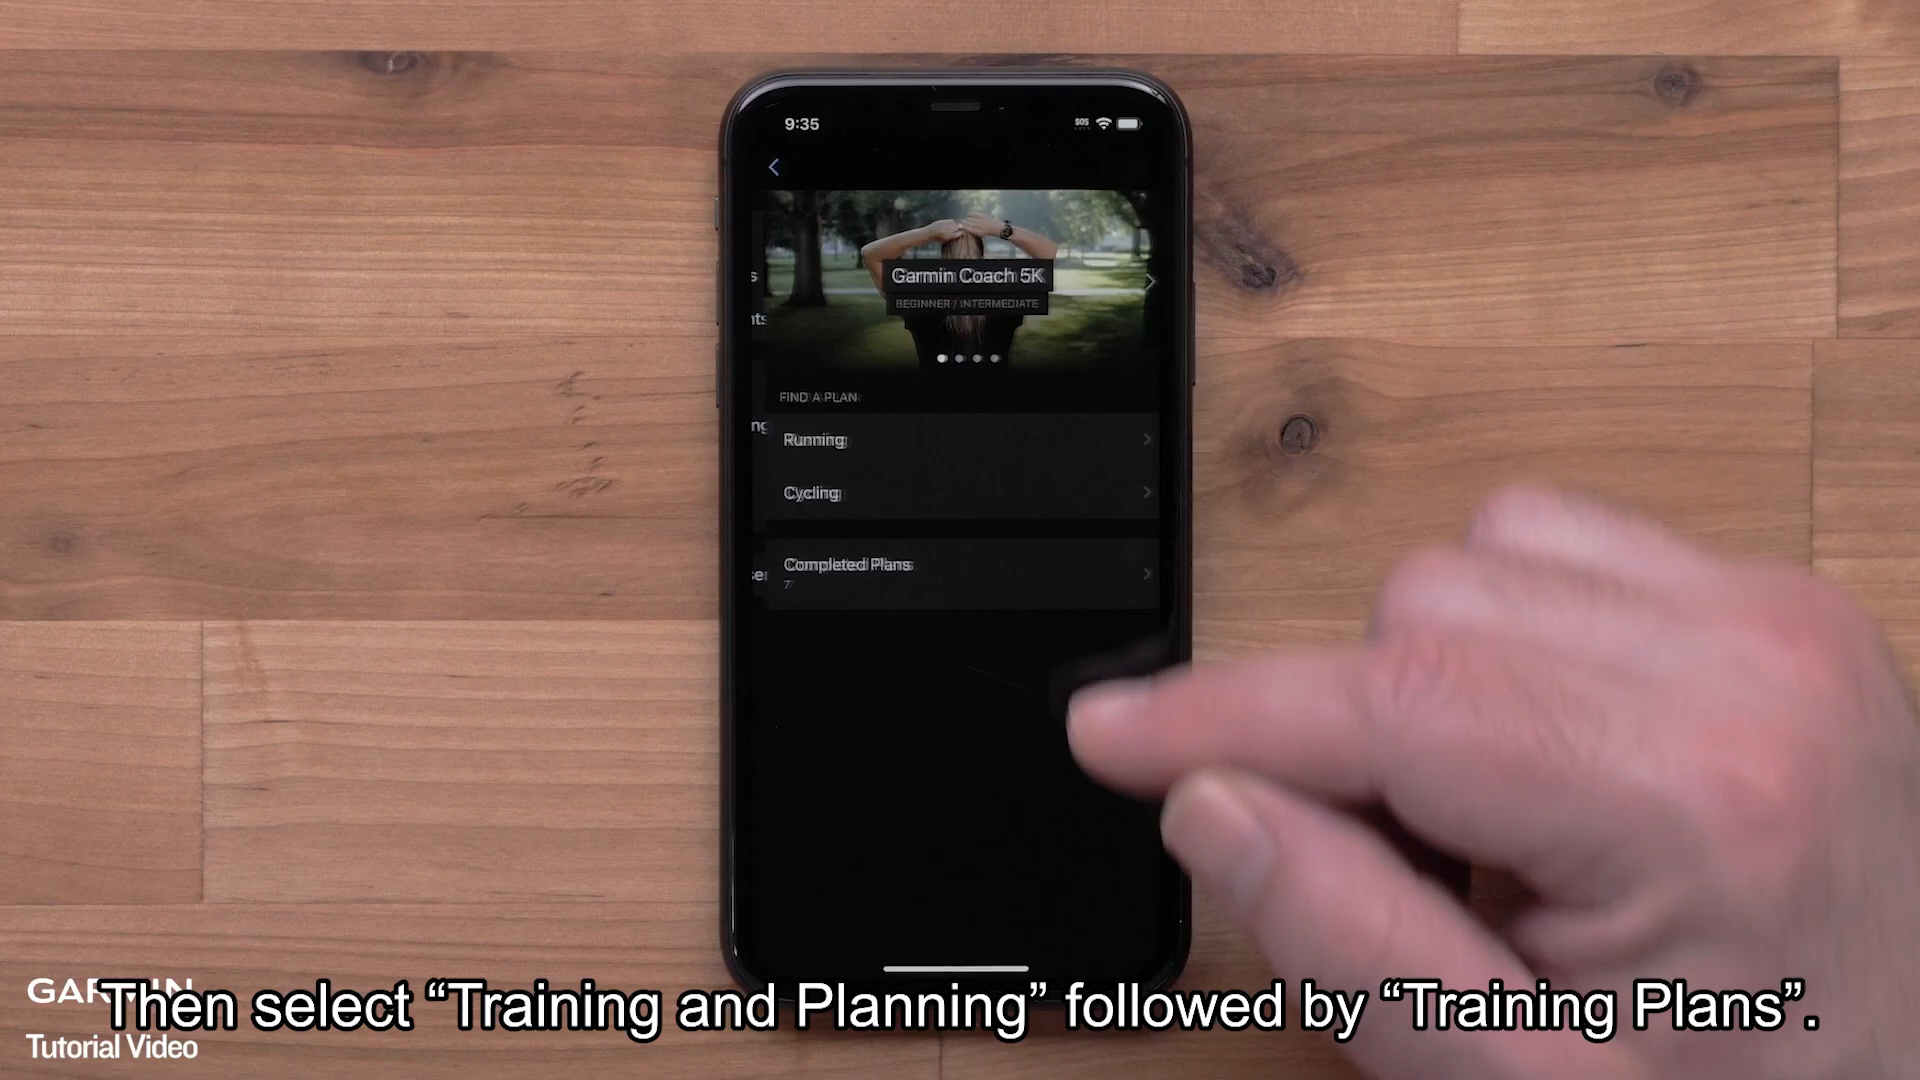 9:35
SOS
Garmin Coach 5K
BEGINNER / INTERMEDIATE
FIND A PLAN
Running
Cycling
Completed Plans
7
GARMIN
Then select “Training and Planning” followed by “Training Plans”.
Tutorial Video